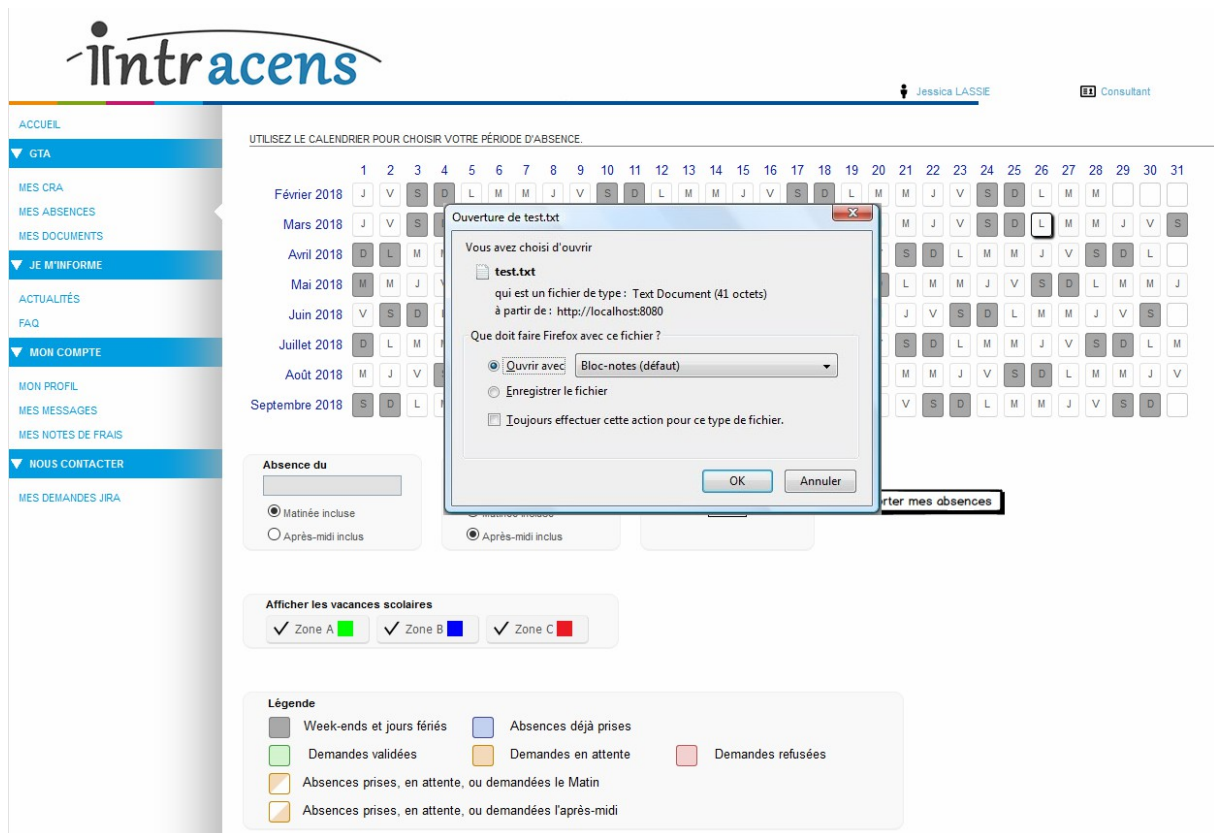 iintracens
Jessica LASSIE
Consultant
ACCUEIL
GTA
MES CRA
MES ABSENCES
MES DOCUMENTS
JE M'INFORME
ACTUALITÉS
FAQ
MON COMPTE
MON PROFIL
MES MESSAGES
MES NOTES DE FRAIS
NOUS CONTACTER
MES DEMANDES JIRA
UTILISEZ LE CALENDRIER POUR CHOISIR VOTRE PÉRIODE D'ABSENCE.
1 2 3 4 5 6 7 8 9 10 11 12 13 14 15 16 17 18 19 20 21 22 23 24 25 26 27 28 29 30 31
Février 2018 J V S D L M M J V S D L M M J V S D L M M J V S D L M M
Mars 2018 J V S M J V S D L M M J V S
Avril 2018 D L M S D L M M J V S D L
Mai 2018 M M J L M M J V S D L M M J
Juin 2018 V S D J V S D L M M J V S
Juillet 2018 D L M S D L M M J V S D L M
Août 2018 M J V M M J V S D L M M J V
Septembre 2018 S D L V S D L M M J V S D
Ouverture de test.txt
Vous avez choisi d'ouvrir
test.txt
qui est un fichier de type : Text Document (41 octets)
à partir de : http://localhost:8080
Que doit faire Firefox avec ce fichier ?
Ouvrir avec Bloc-notes (défaut)
Enregistrer le fichier
Toujours effectuer cette action pour ce type de fichier.
OK Annuler
Absence du
Matinée incluse
Après-midi inclus
Après-midi inclus
rter mes absences
Afficher les vacances scolaires
Zone A Zone B Zone C
Légende
Week-ends et jours fériés Absences déjà prises
Demandes validées Demandes en attente Demandes refusées
Absences prises, en attente, ou demandées le Matin
Absences prises, en attente, ou demandées l'après-midi